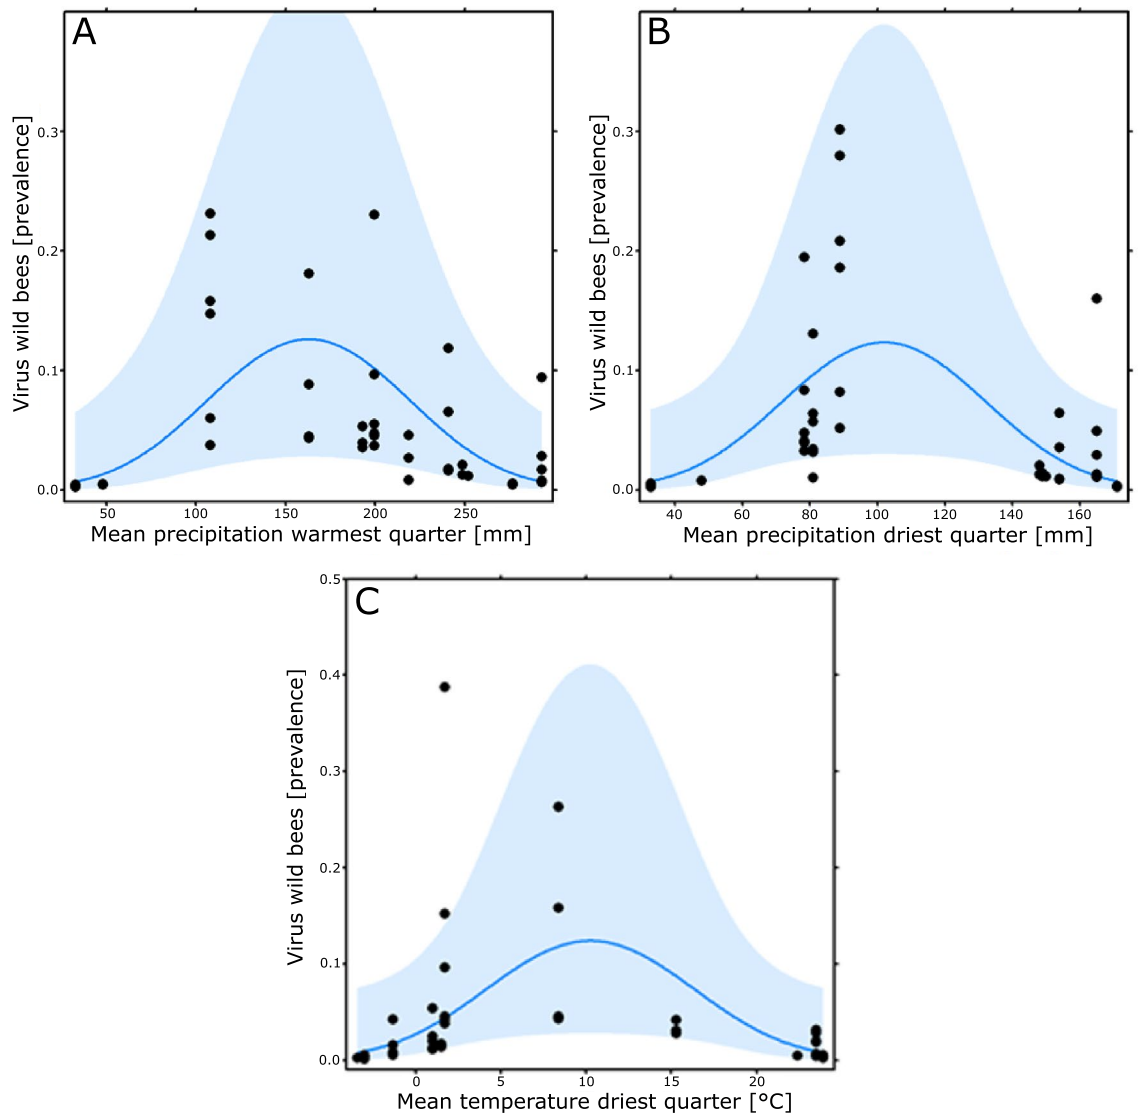 A
Virus wild bees [prevalence]
0.3
0.2
0.1
0.0
50 100 150 200 250
Mean precipitation warmest quarter [mm]
B
Virus wild bees [prevalence]
0.3
0.2
0.1
0.0
40 60 80 100 120 140 160
Mean precipitation driest quarter [mm]
C
Virus wild bees [prevalence]
0.5
0.4
0.3
0.2
0.1
0.0
0 5 10 15 20
Mean temperature driest quarter [°C]